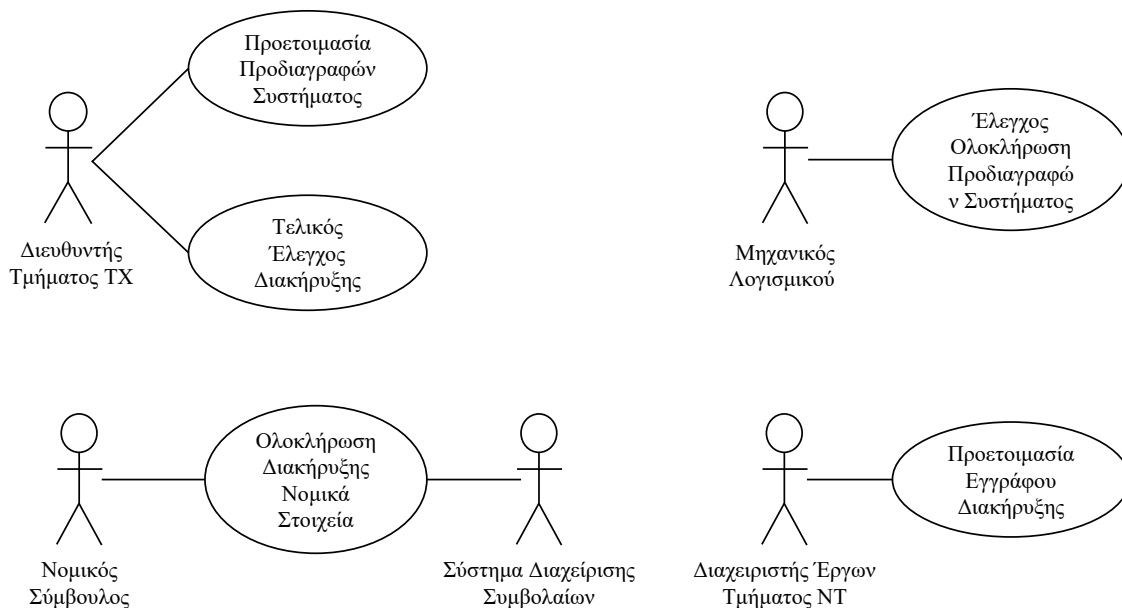 Προετοιμασία
Προδιαγραφών
Συστήματος
Τελικός
Έλεγχος
Διακήρυξης
Διευθυντής
Τμήματος ΤΧ
Έλεγχος
Ολοκλήρωση
Προδιαγραφώ
ν Συστήματος
Μηχανικός
Λογισμικού
Ολοκλήρωση
Διακήρυξης
Νομικά
Στοιχεία
Νομικός
Σύμβουλος
Σύστημα Διαχείρισης
Συμβολαίων
Προετοιμασία
Εγγράφου
Διακήρυξης
Διαχειριστής Έργων
Τμήματος ΝΤ